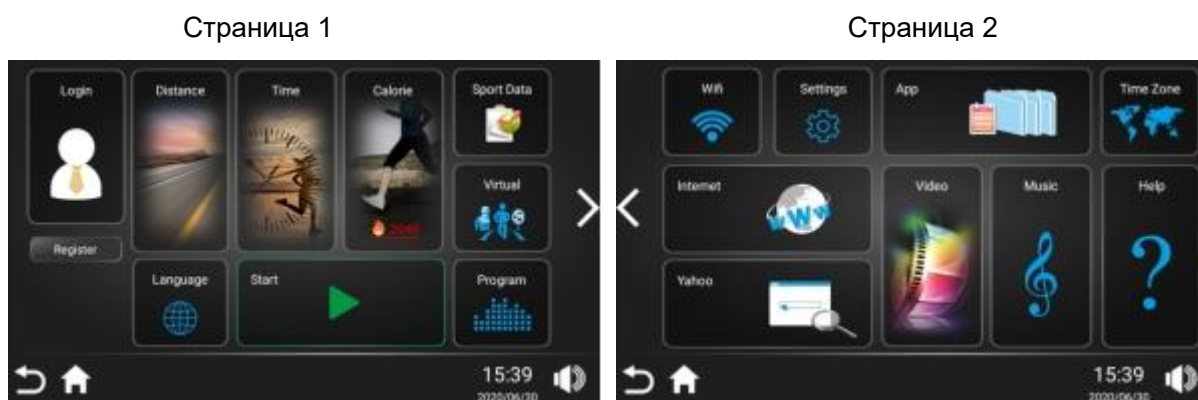 Страница 1
Страница 2
Login
Distance
Time
Calorie
Sport Data
Virtual
Register
Language
Start
Program
15:39
2020/06/30
Wifi
Settings
App
Time Zone
Internet
WWW
Video
Music
Help
Yahoo
15:39
2020/06/30